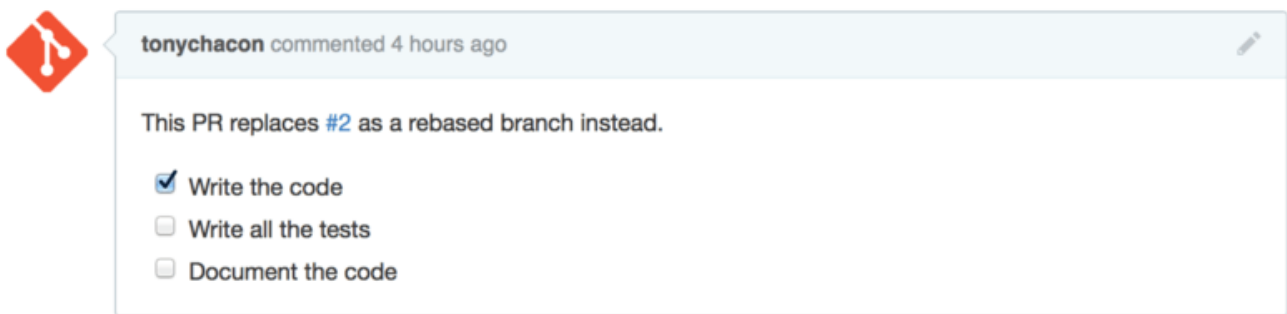 tonychacon commented 4 hours ago
This PR replaces #2 as a rebased branch instead.
Write the code
Write all the tests
Document the code